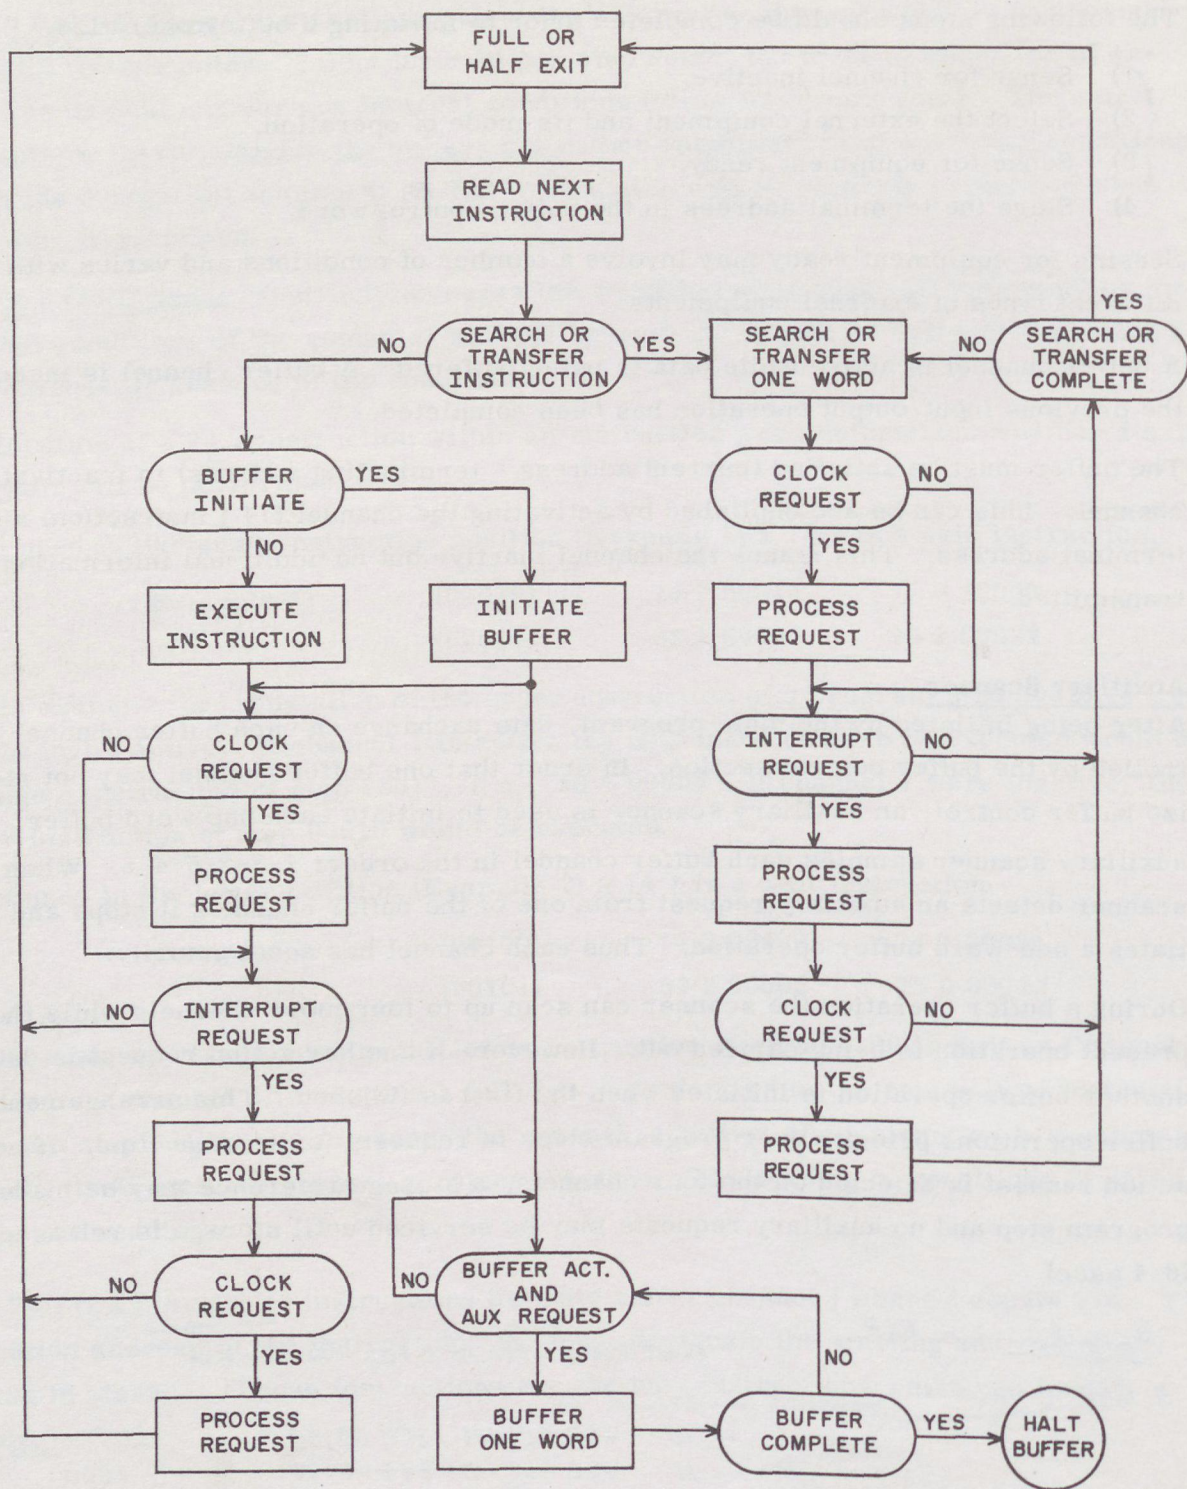 FULL OR
HALF EXIT
READ NEXT
INSTRUCTION
SEARCH OR
TRANSFER
INSTRUCTION
NO
YES
SEARCH OR
TRANSFER
ONE WORD
NO
SEARCH OR
TRANSFER
COMPLETE
YES
BUFFER
INITIATE
YES
NO
EXECUTE
INSTRUCTION
INITIATE
BUFFER
CLOCK
REQUEST
NO
YES
PROCESS
REQUEST
INTERRUPT
REQUEST
NO
YES
PROCESS
REQUEST
CLOCK
REQUEST
NO
YES
PROCESS
REQUEST
CLOCK
REQUEST
NO
YES
PROCESS
REQUEST
INTERRUPT
REQUEST
NO
YES
PROCESS
REQUEST
CLOCK
REQUEST
NO
YES
PROCESS
REQUEST
BUFFER ACT.
AND
AUX REQUEST
NO
YES
BUFFER
ONE WORD
BUFFER
COMPLETE
NO
YES
HALT
BUFFER